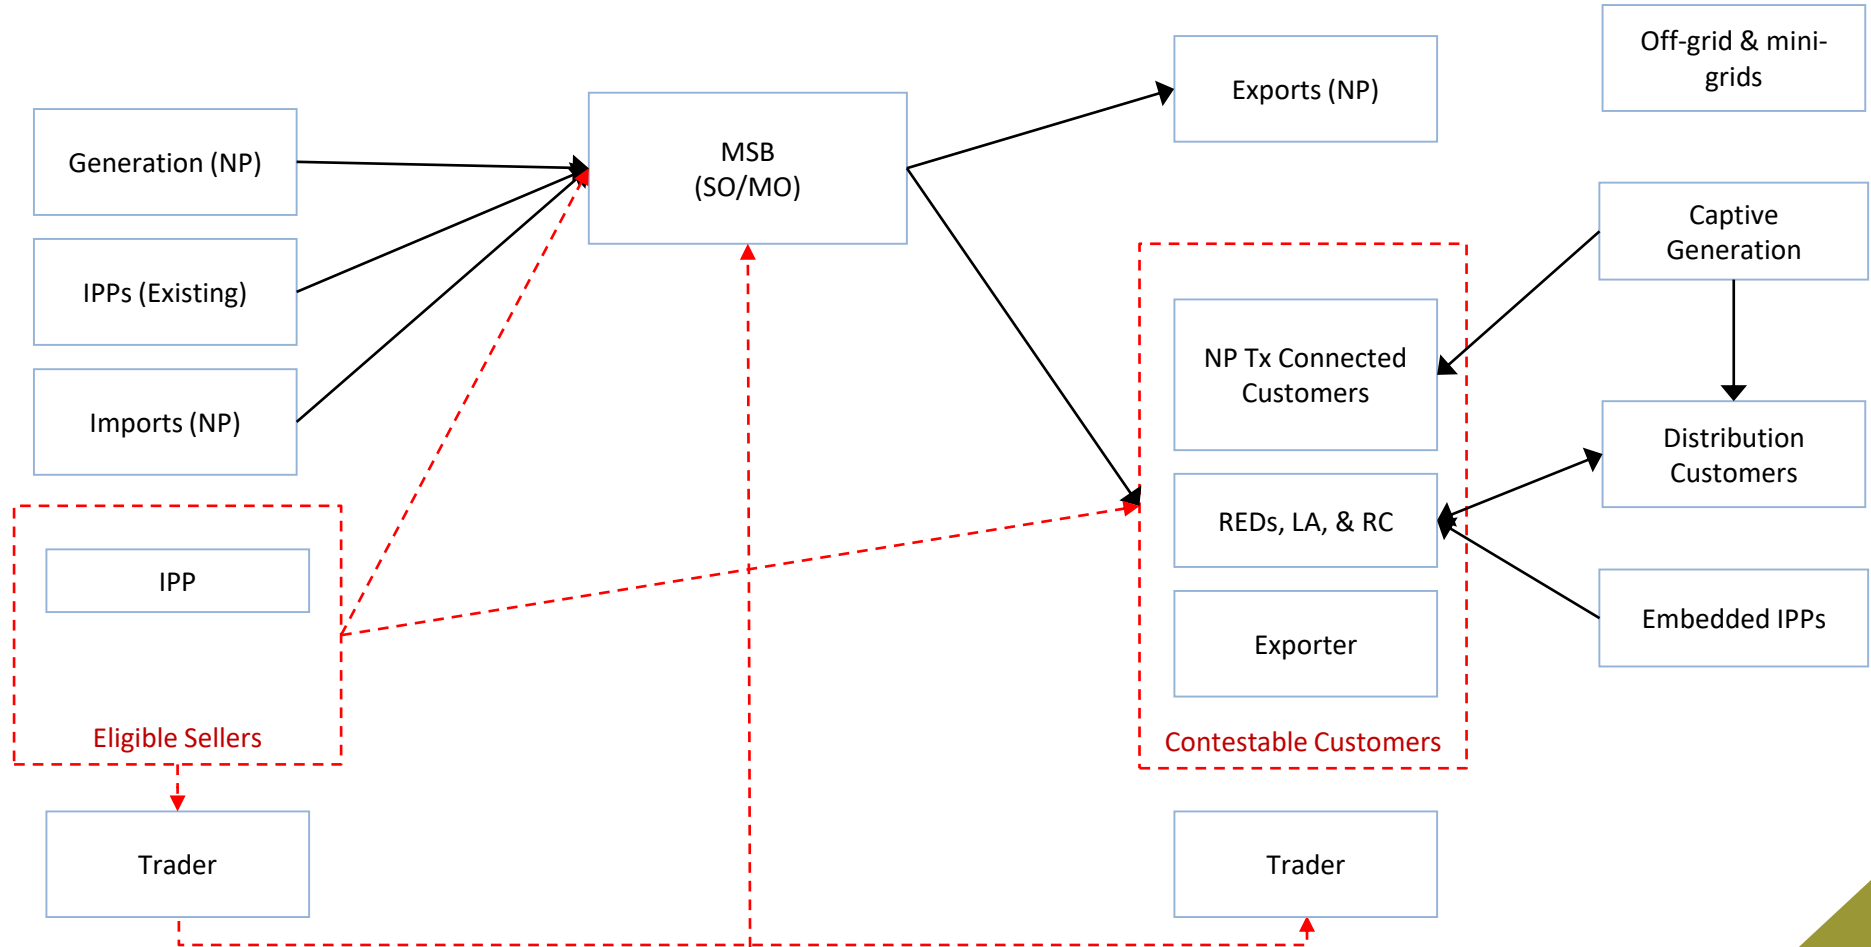 Off-grid & mini-
grids
Exports (NP)
MSB
(SO/MO)
Generation (NP)
Captive
Generation
IPPs (Existing)
NP Tx Connected
Customers
Imports (NP)
Distribution
Customers
REDs, LA, & RC
IPP
Embedded IPPs
Exporter
Eligible Sellers
Contestable Customers
Trader
Trader